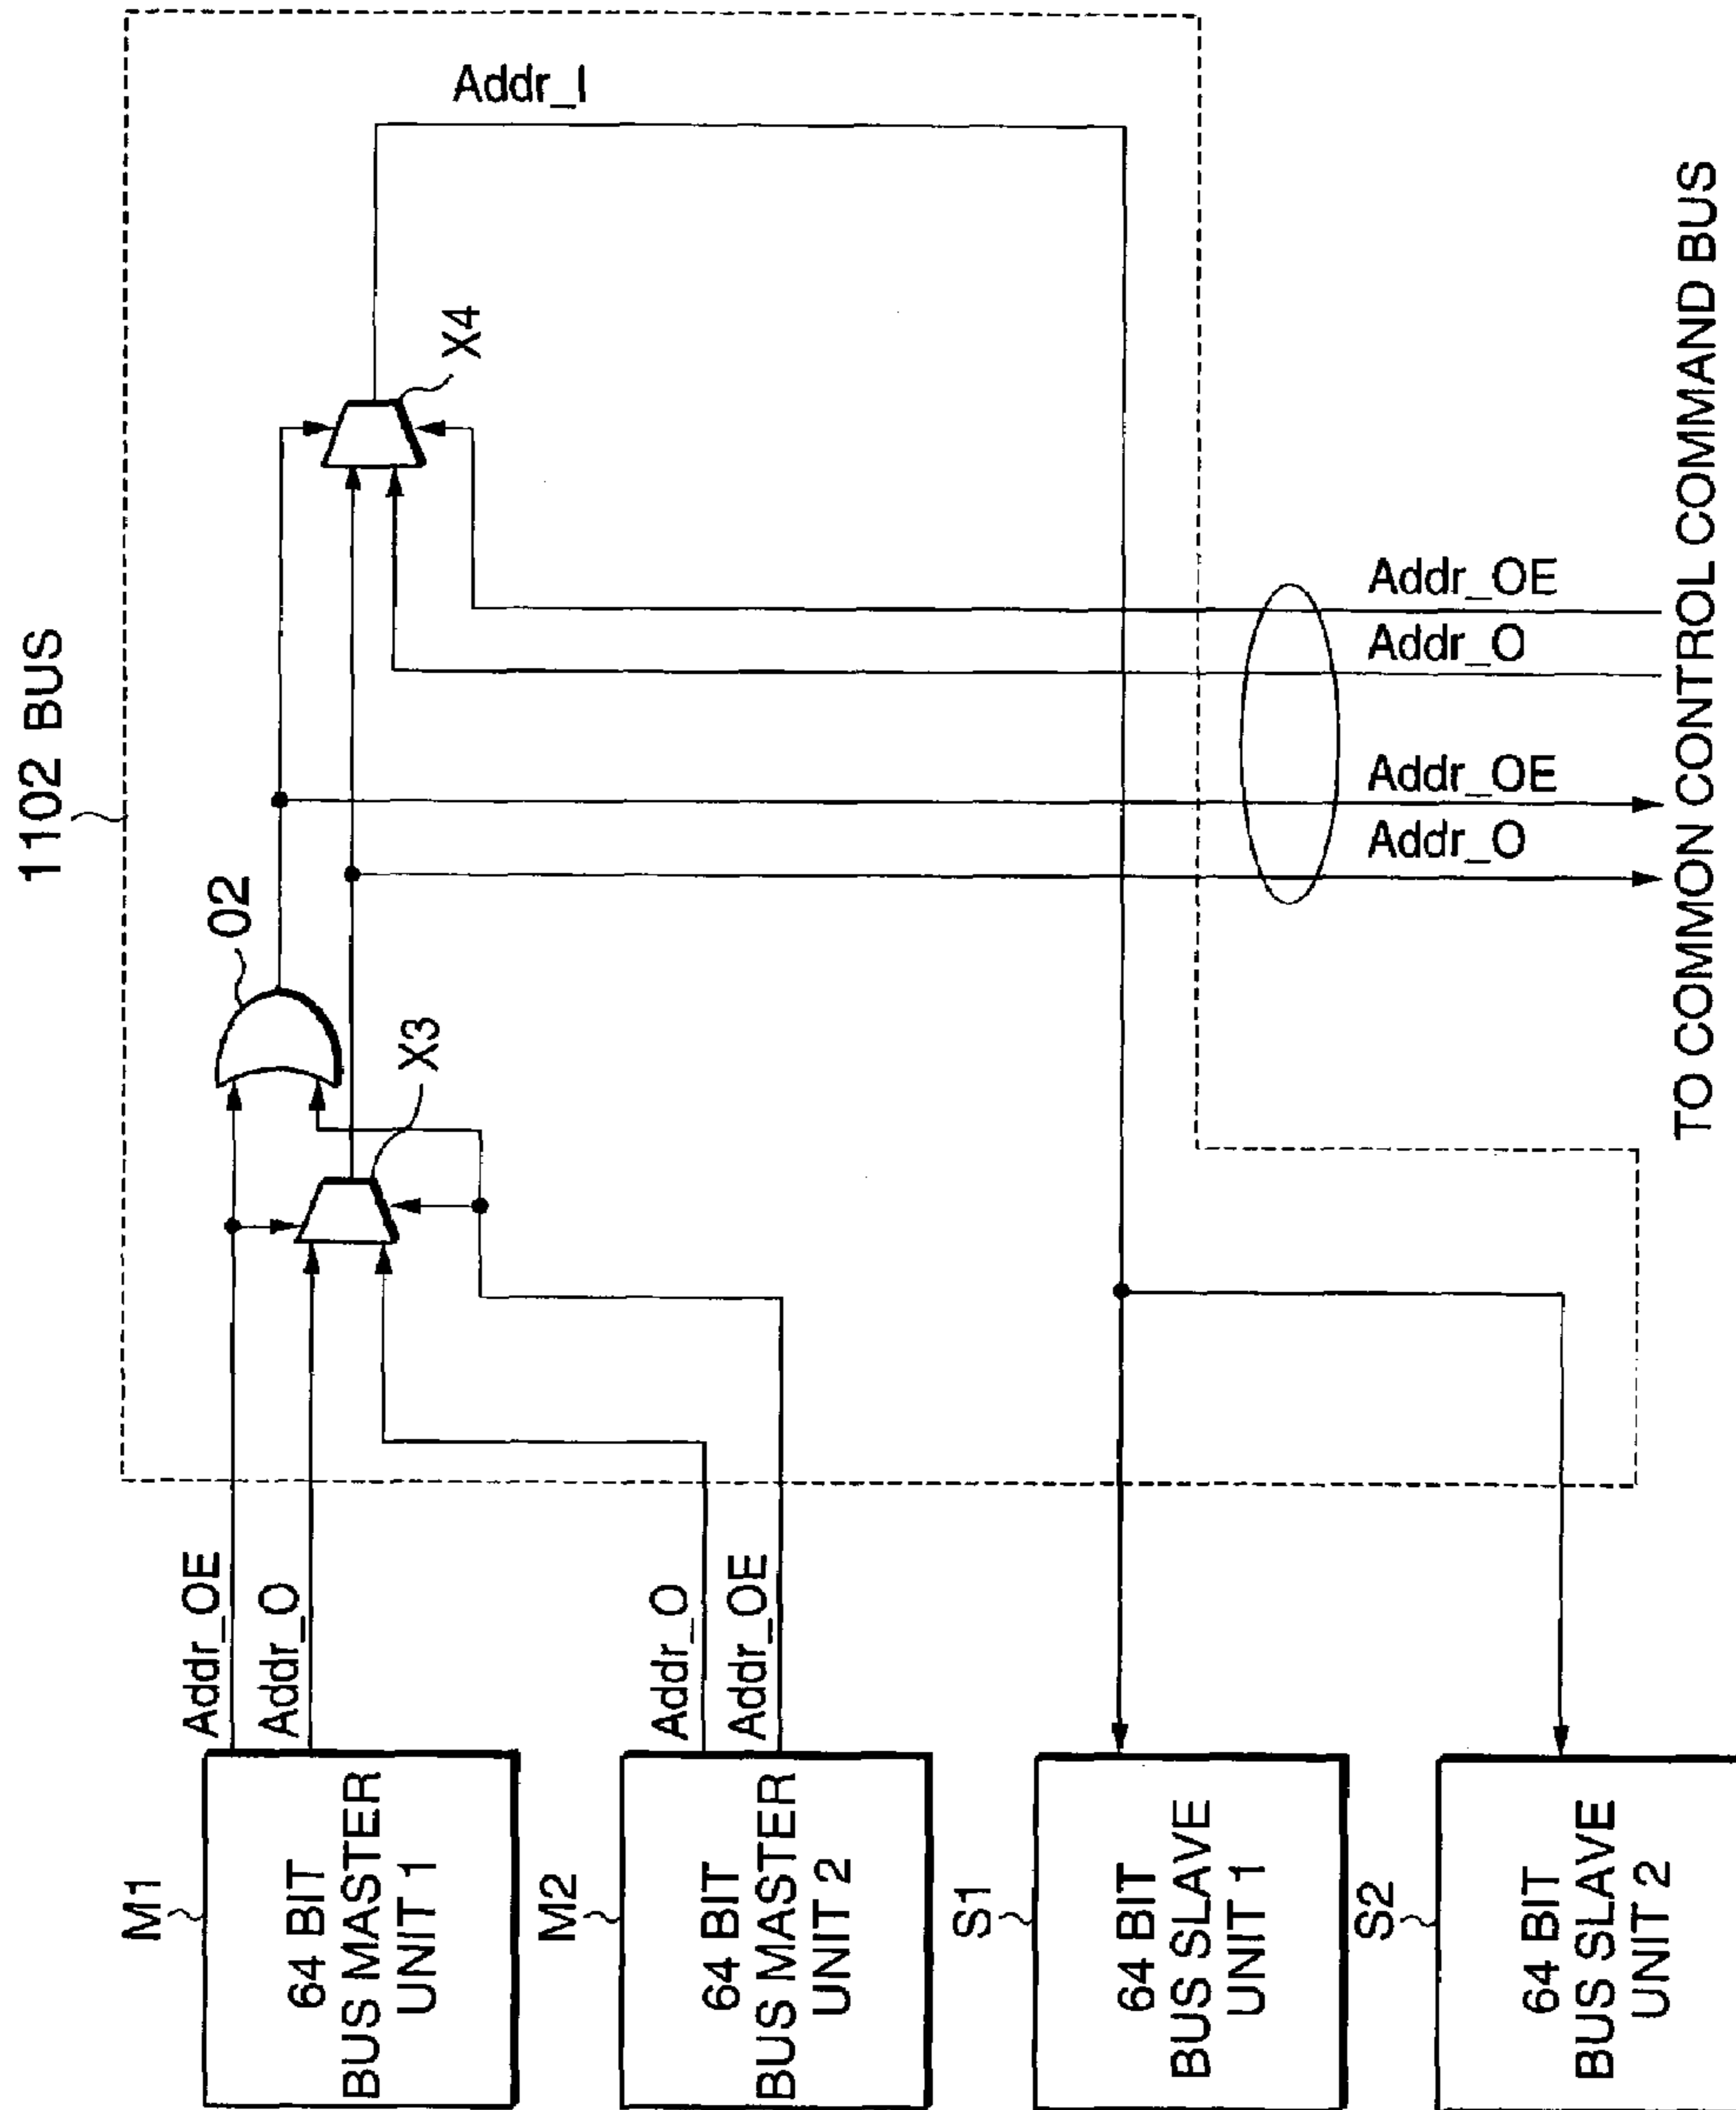 1102 BUS
M1
64 BIT
BUS MASTER
UNIT 1
Addr_OE
Addr_O
M2
64 BIT
BUS MASTER
UNIT 2
Addr_O
Addr_OE
S1
64 BIT
BUS SLAVE
UNIT 1
S2
64 BIT
BUS SLAVE
UNIT 2
O2
X3
X4
Addr_I
Addr_O
Addr_OE
Addr_O
Addr_OE
TO COMMON CONTROL COMMAND BUS